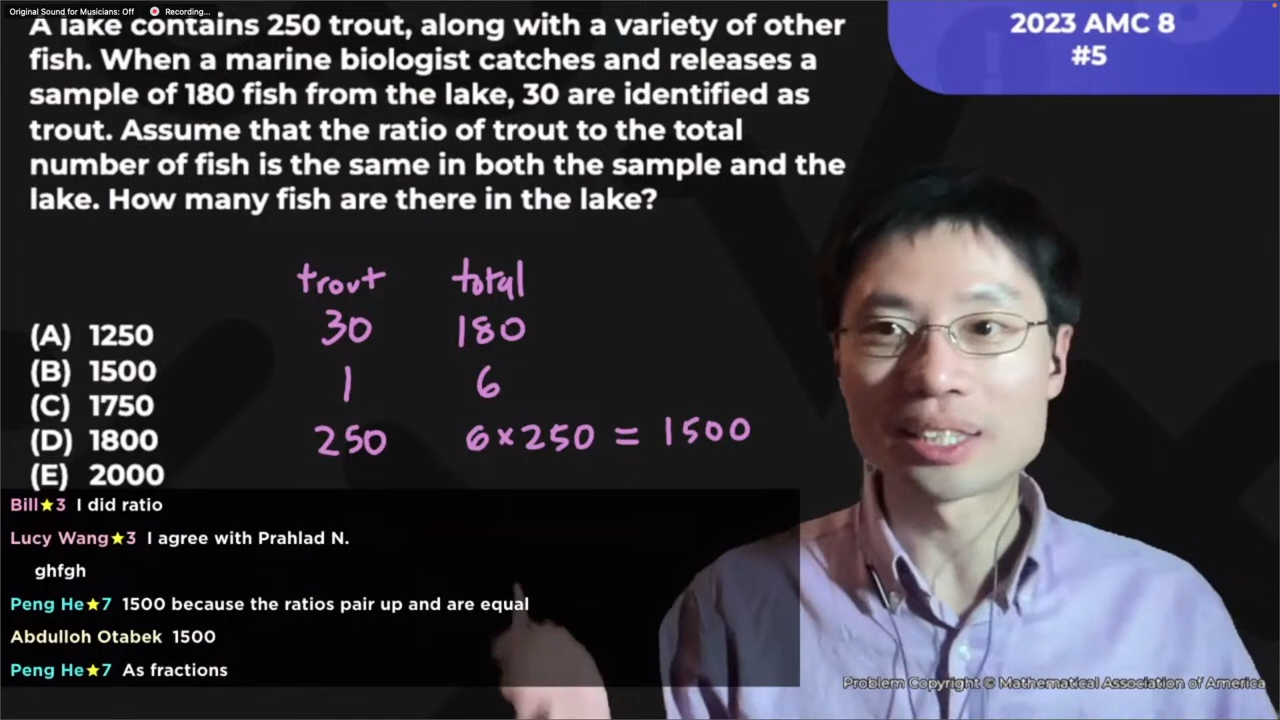 Original Sound for Musicians: Off Recording...
A lake contains 250 trout, along with a variety of other
fish. When a marine biologist catches and releases a
sample of 180 fish from the lake, 30 are identified as
trout. Assume that the ratio of trout to the total
number of fish is the same in both the sample and the
lake. How many fish are there in the lake?
2023 AMC 8
#5
trout total
30 180
1 6
250 6×250 = 1500
(A) 1250
(B) 1500
(C) 1750
(D) 1800
(E) 2000
Bill★3 I did ratio
Lucy Wang★3 I agree with Prahlad N.
ghfgh
Peng He★7 1500 because the ratios pair up and are equal
Abdulloh Otabek 1500
Peng He★7 As fractions
Problem Copyright © Mathematical Association of America